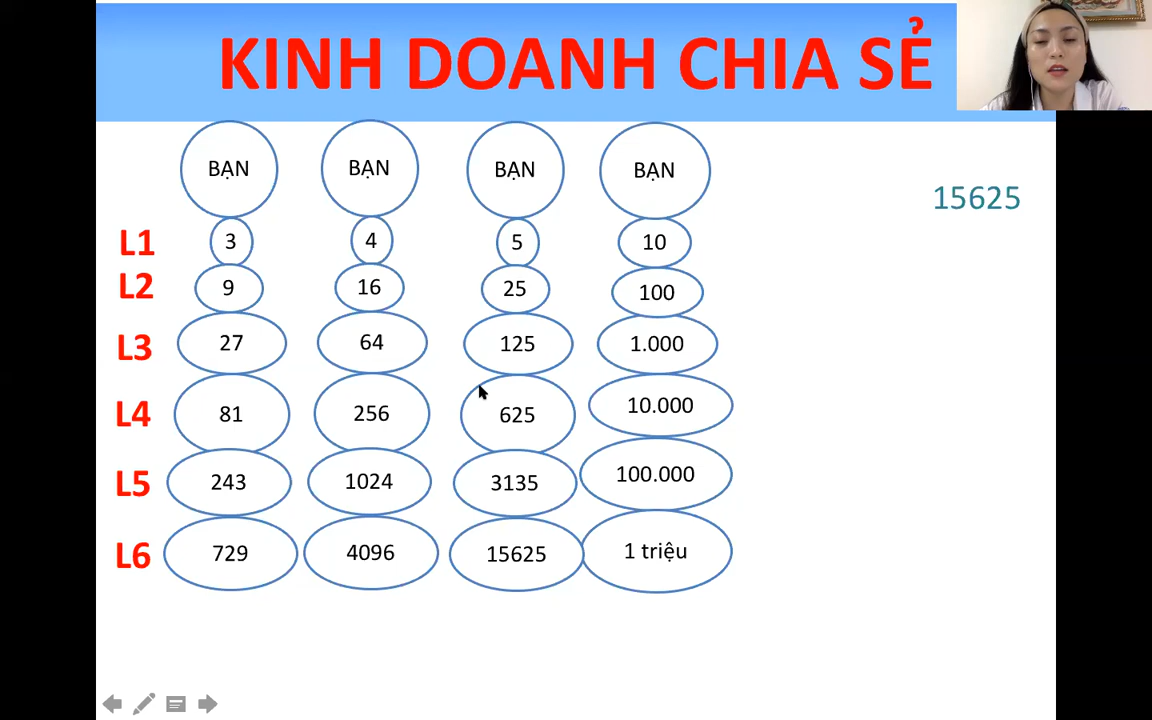 KINH DOANH CHIA SẺ
BẠN BẠN BẠN BẠN
15625
L1 3 4 5 10
L2 9 16 25 100
L3 27 64 125 1.000
L4 81 256 625 10.000
L5 243 1024 3135 100.000
L6 729 4096 15625 1 triệu